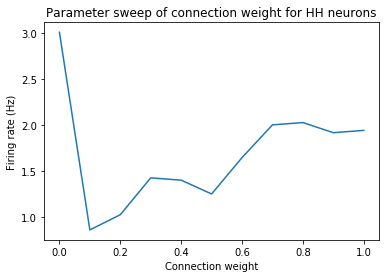 Parameter sweep of connection weight for HH neurons
3.0
2.5
2.0
1.5
1.0
Firing rate (Hz)
0.0 0.2 0.4 0.6 0.8 1.0
Connection weight